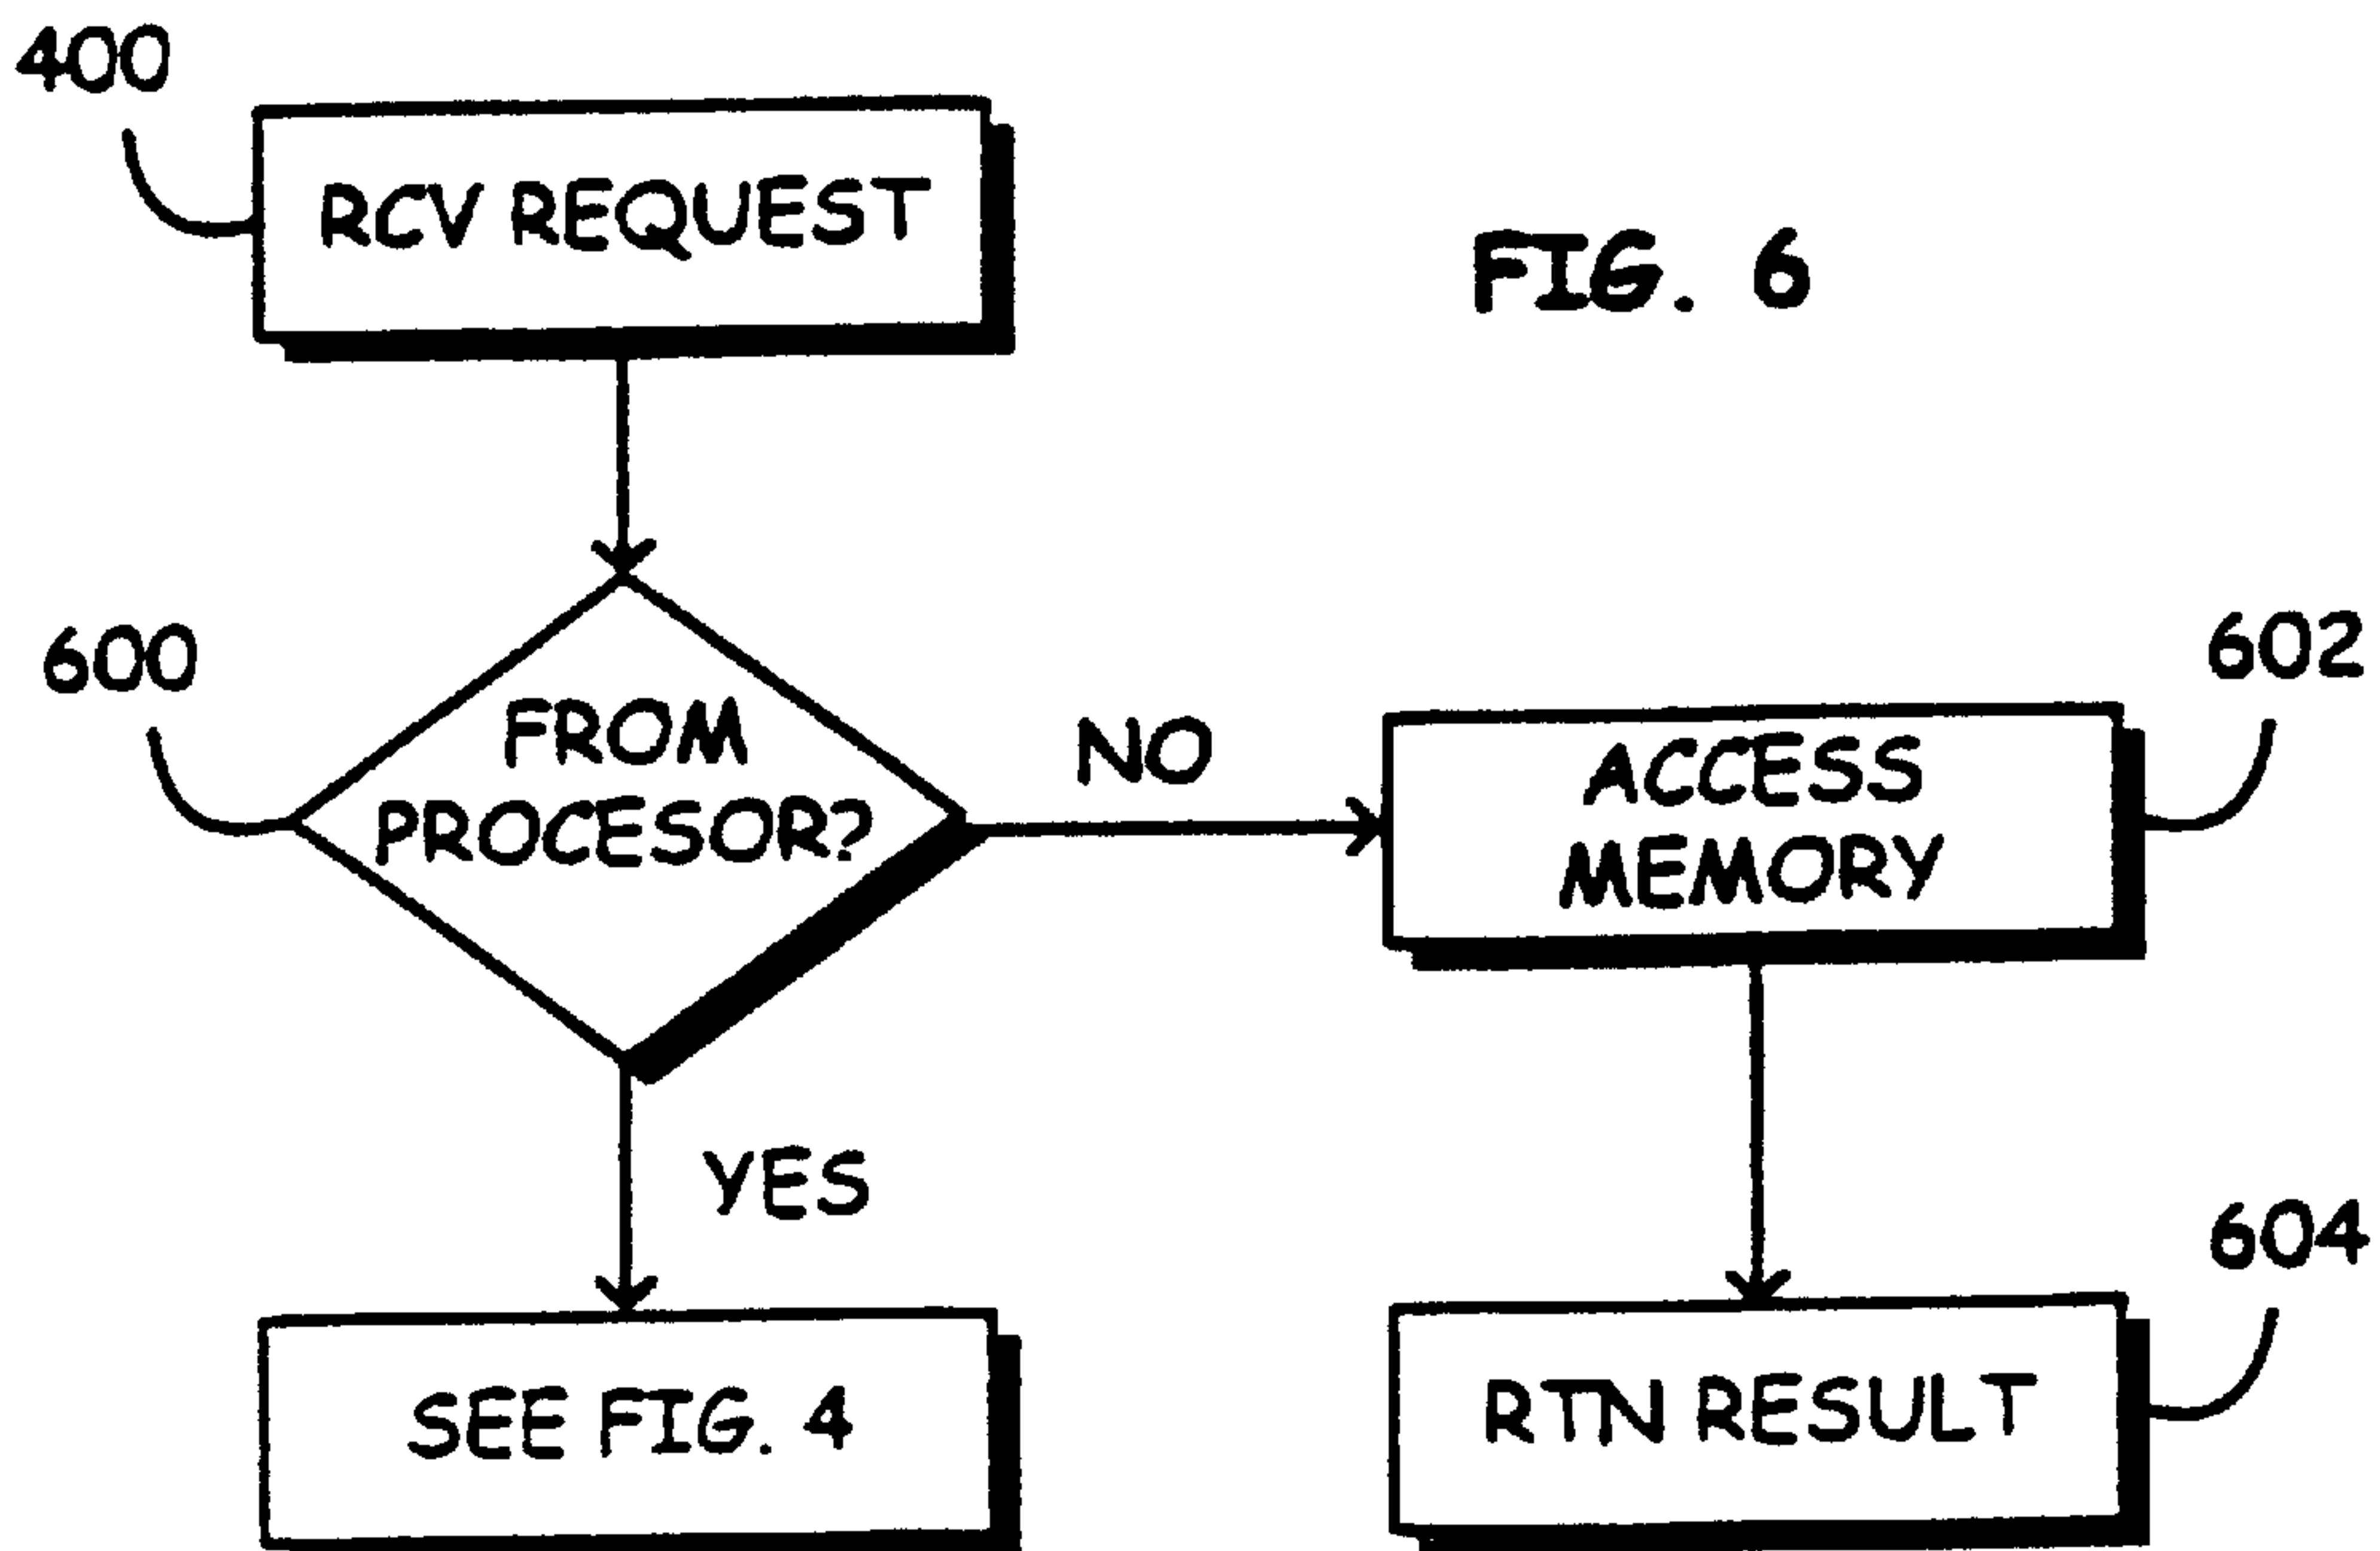 400
RCV REQUEST
FIG. 6
600
FROM
PROCESOR?
NO
602
ACCESS
MEMORY
YES
604
SEE FIG. 4
RTN RESULT